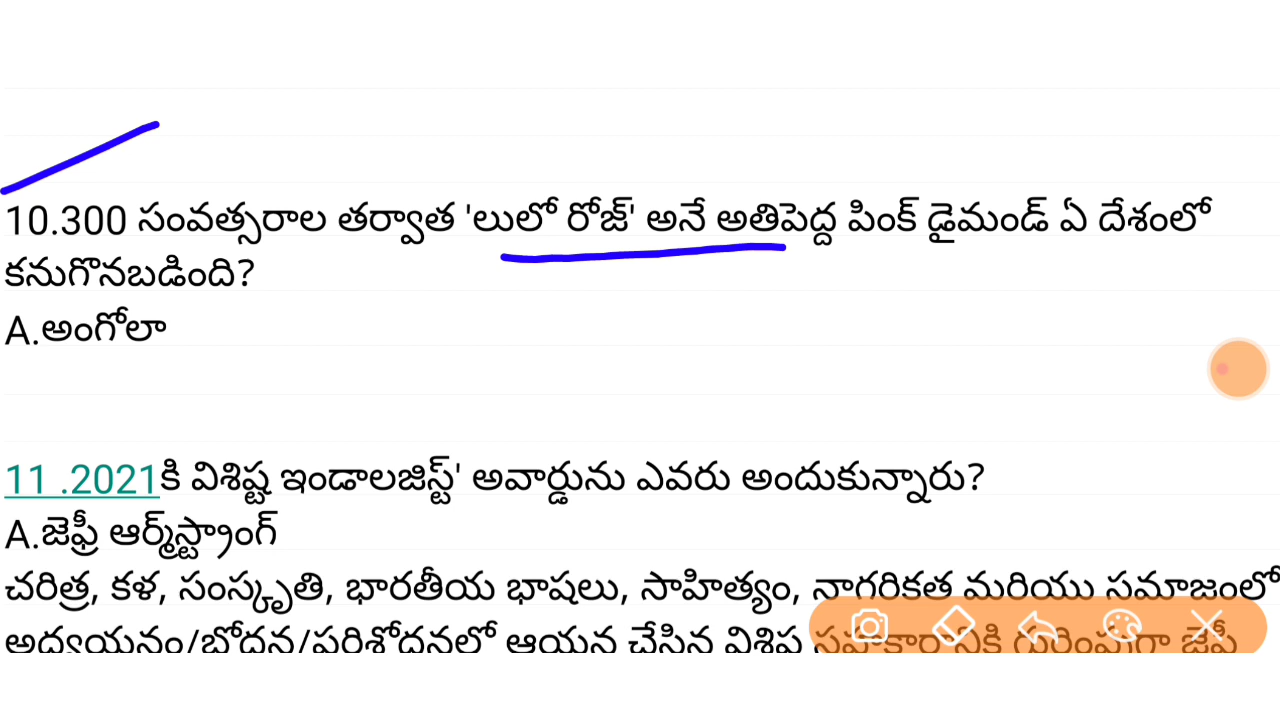 10.300 సంవత్సరాల తర్వాత 'లులో రోజ్' అనే అతిపెద్ద పింక్ డైమండ్ ఏ దేశంలో
కనుగొనబడింది?
A.అంగోలా
11 .2021కి విశిష్ట ఇండాలజిస్ట్' అవార్డును ఎవరు అందుకున్నారు?
A.జెఫ్రీ ఆర్మ్‌స్ట్రాంగ్
చరిత్ర, కళ, సంస్కృతి, భారతీయ భాషలు, సాహిత్యం, నాగరికత మరియు సమాజంలో
అధ్యయనం/బోధన/పరిశోధనలో ఆయన చేసిన విశిష్ట